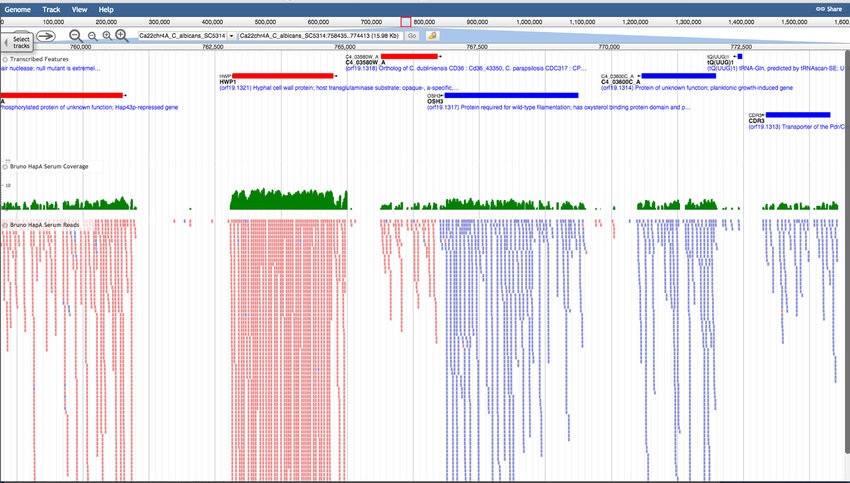 Genome Track View Help Share
0 100,000 200,000 300,000 400,000 500,000 600,000 700,000 800,000 900,000 1,000,000 1,100,000 1,200,000 1,300,000 1,400,000 1,500,000 1,600,
Select tracks
Ca22chr4A_C_albicans_SC5314 Ca22chr4A_C_albicans_SC5314:758435..774413 (15.98 Kb) Go
760,000 762,500 765,000 767,500 770,000 772,500
Transcribed Features
C4_03580W_A
C4_03580W_A
(orf19.1318) Ortholog of C. dubliniensis CD36 : Cd36_43350, C. parapsilosis CDC317 : CP...
tQ(UUG)1
tQ(UUG)1
(tQ(UUG)1) tRNA-Gln, predicted by tRNAscan-SE; U
air nuclease; null mutant is extremel...
HWP1
HWP1
(orf19.1321) Hyphal cell wall protein; host transglutaminase substrate; opaque-, a-specific,...
C4_03600C_A
C4_03600C_A
(orf19.1314) Protein of unknown function; planktonic growth-induced gene
A
hosphorylated protein of unknown function; Hap43p-repressed gene
OSH3
OSH3
(orf19.1317) Protein required for wild-type filamentation; has oxysterol binding protein domain and p...
CDR3
CDR3
(orf19.1313) Transporter of the Pdr/C
Bruno HapA Serum Coverage
10
Bruno HapA Serum Reads